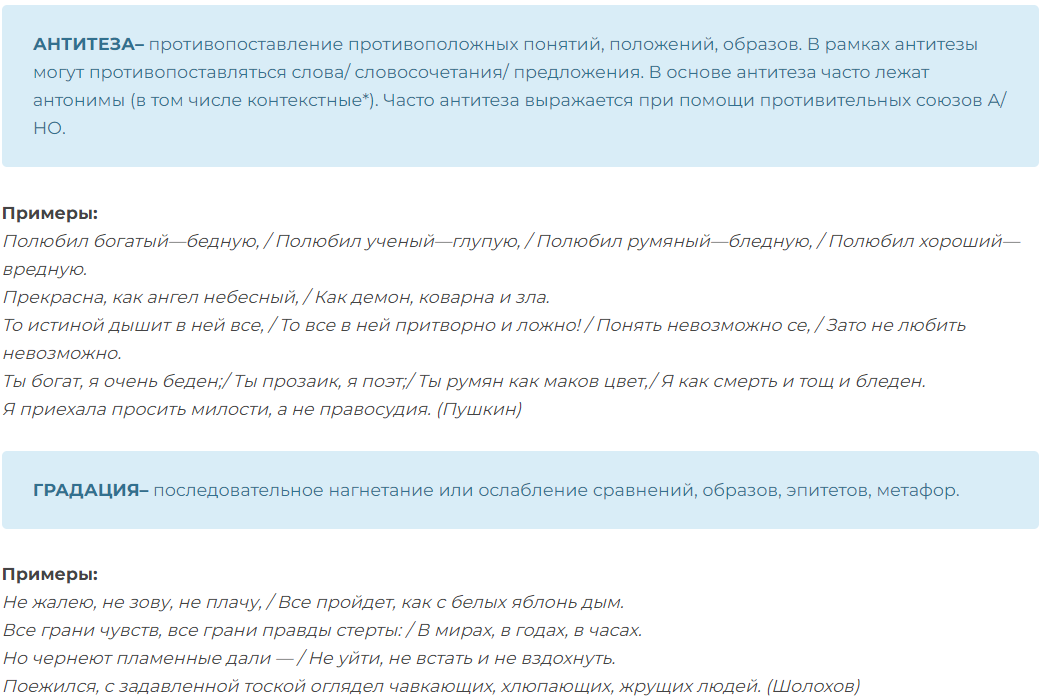 АНТИТЕЗА– противопоставление противоположных понятий, положений, образов. В рамках антитезы
могут противопоставляться слова/ словосочетания/ предложения. В основе антитеза часто лежат
антонимы (в том числе контекстные*). Часто антитеза выражается при помощи противительных союзов А/
НО.
Примеры:
Полюбил богатый—бедную, / Полюбил ученый—глупую, / Полюбил румяный—бледную, / Полюбил хороший—
вредную.
Прекрасна, как ангел небесный, / Как демон, коварна и зла.
То истиной дышит в ней все, / То все в ней притворно и ложно! / Понять невозможно се, / Зато не любить
невозможно.
Ты богат, я очень беден;/ Ты прозаик, я поэт;/ Ты румян как маков цвет,/ Я как смерть и тощ и бледен.
Я приехала просить милости, а не правосудия. (Пушкин)
ГРАДАЦИЯ– последовательное нагнетание или ослабление сравнений, образов, эпитетов, метафор.
Примеры:
Не жалею, не зову, не плачу, / Все пройдет, как с белых яблонь дым.
Все грани чувств, все грани правды стерты: / В мирах, в годах, в часах.
Но чернеют пламенные дали — / Не уйти, не встать и не вздохнуть.
Поежился, с задавленной тоской оглядел чавкающих, хлюпающих, жрущих людей. (Шолохов)